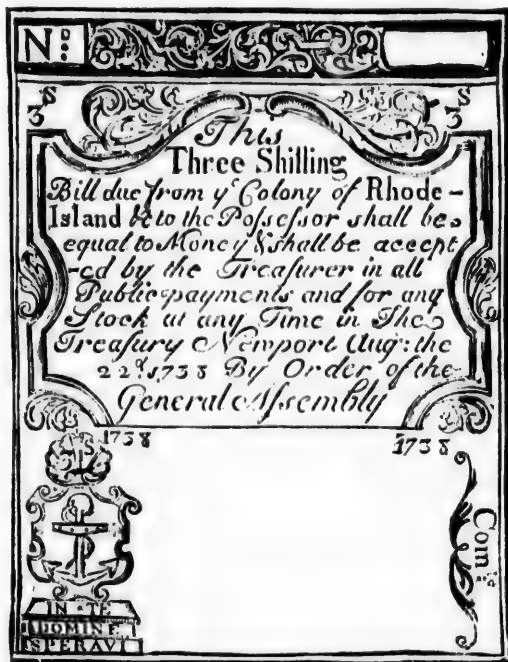 No:
3S 3S
This
Three Shilling
Bill due from ye Colony of Rhode-
Island &c to the Poſseſsor shall be
equal to Money & shall be accept
-ed by the Treaſurer in all
Public payments and for any
Stock at any Time in The
Treaſury Newport Aug: the
22d 1738 By Order of the
General Aſsembly
1738 1738
Com:te
IN TE
DOMINE
SPERAVI